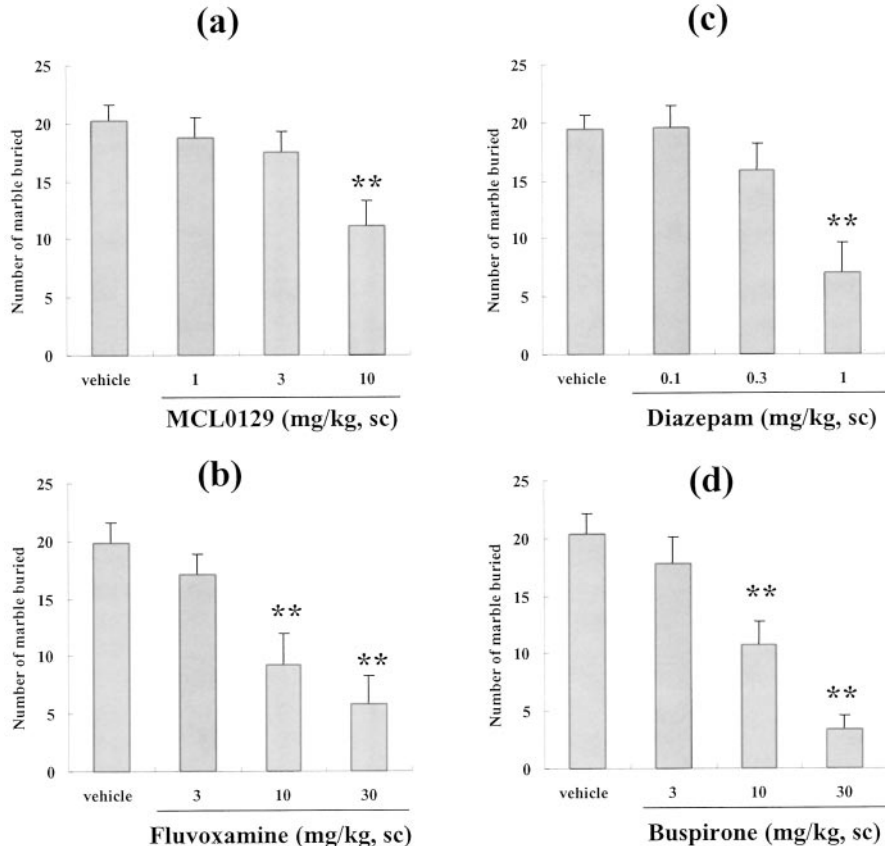 (a)
Number of marble buried
25
20
15
10
5
0
**
vehicle 1 3 10
MCL0129 (mg/kg, sc)
(c)
Number of marble buried
25
20
15
10
5
0
**
vehicle 0.1 0.3 1
Diazepam (mg/kg, sc)
(b)
Number of marble buried
25
20
15
10
5
0
** **
vehicle 3 10 30
Fluvoxamine (mg/kg, sc)
(d)
Number of marble buried
25
20
15
10
5
0
**
**
vehicle 3 10 30
Buspirone (mg/kg, sc)